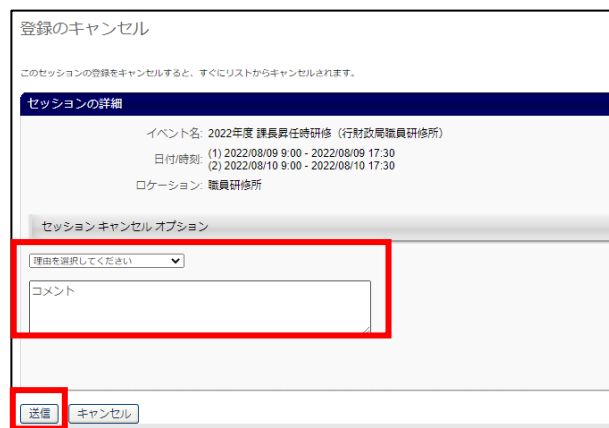 登録のキャンセル
このセッションの登録をキャンセルすると、すぐにリストからキャンセルされます。
セッションの詳細
イベント名: 2022年度 課長昇任時研修（行財政局職員研修所）
日付/時刻: (1) 2022/08/09 9:00 - 2022/08/09 17:30
(2) 2022/08/10 9:00 - 2022/08/10 17:30
ロケーション: 職員研修所
セッション キャンセル オプション
理由を選択してください
コメント
送信 キャンセル